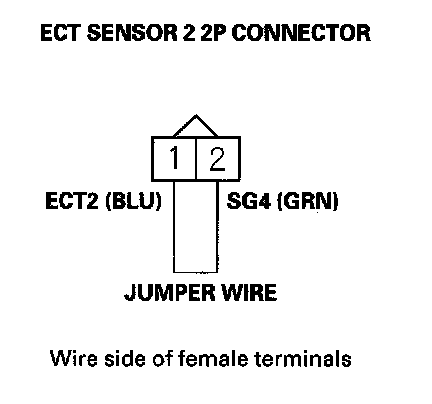 ECT SENSOR 2 2P CONNECTOR
1 2
ECT2 (BLU) SG4 (GRN)
JUMPER WIRE
Wire side of female terminals